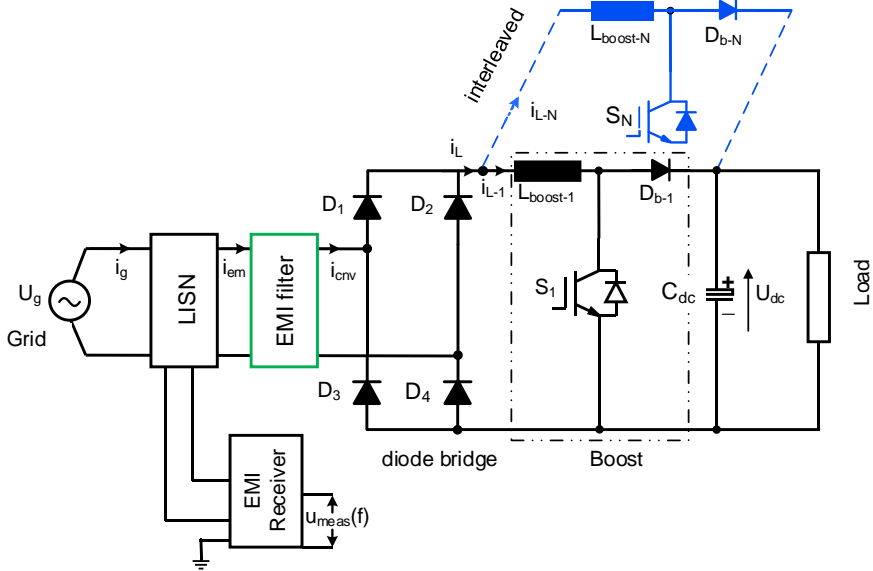 L_boost-N
D_b-N
interleaved
i_L-N
S_N
i_L
i_L-1
L_boost-1
D_b-1
D_1
D_2
U_g
Grid
i_g
LISN
i_em
EMI filter
i_cnv
S_1
C_dc
+
−
U_dc
Load
D_3
D_4
diode bridge
Boost
EMI
Receiver
u_meas(f)